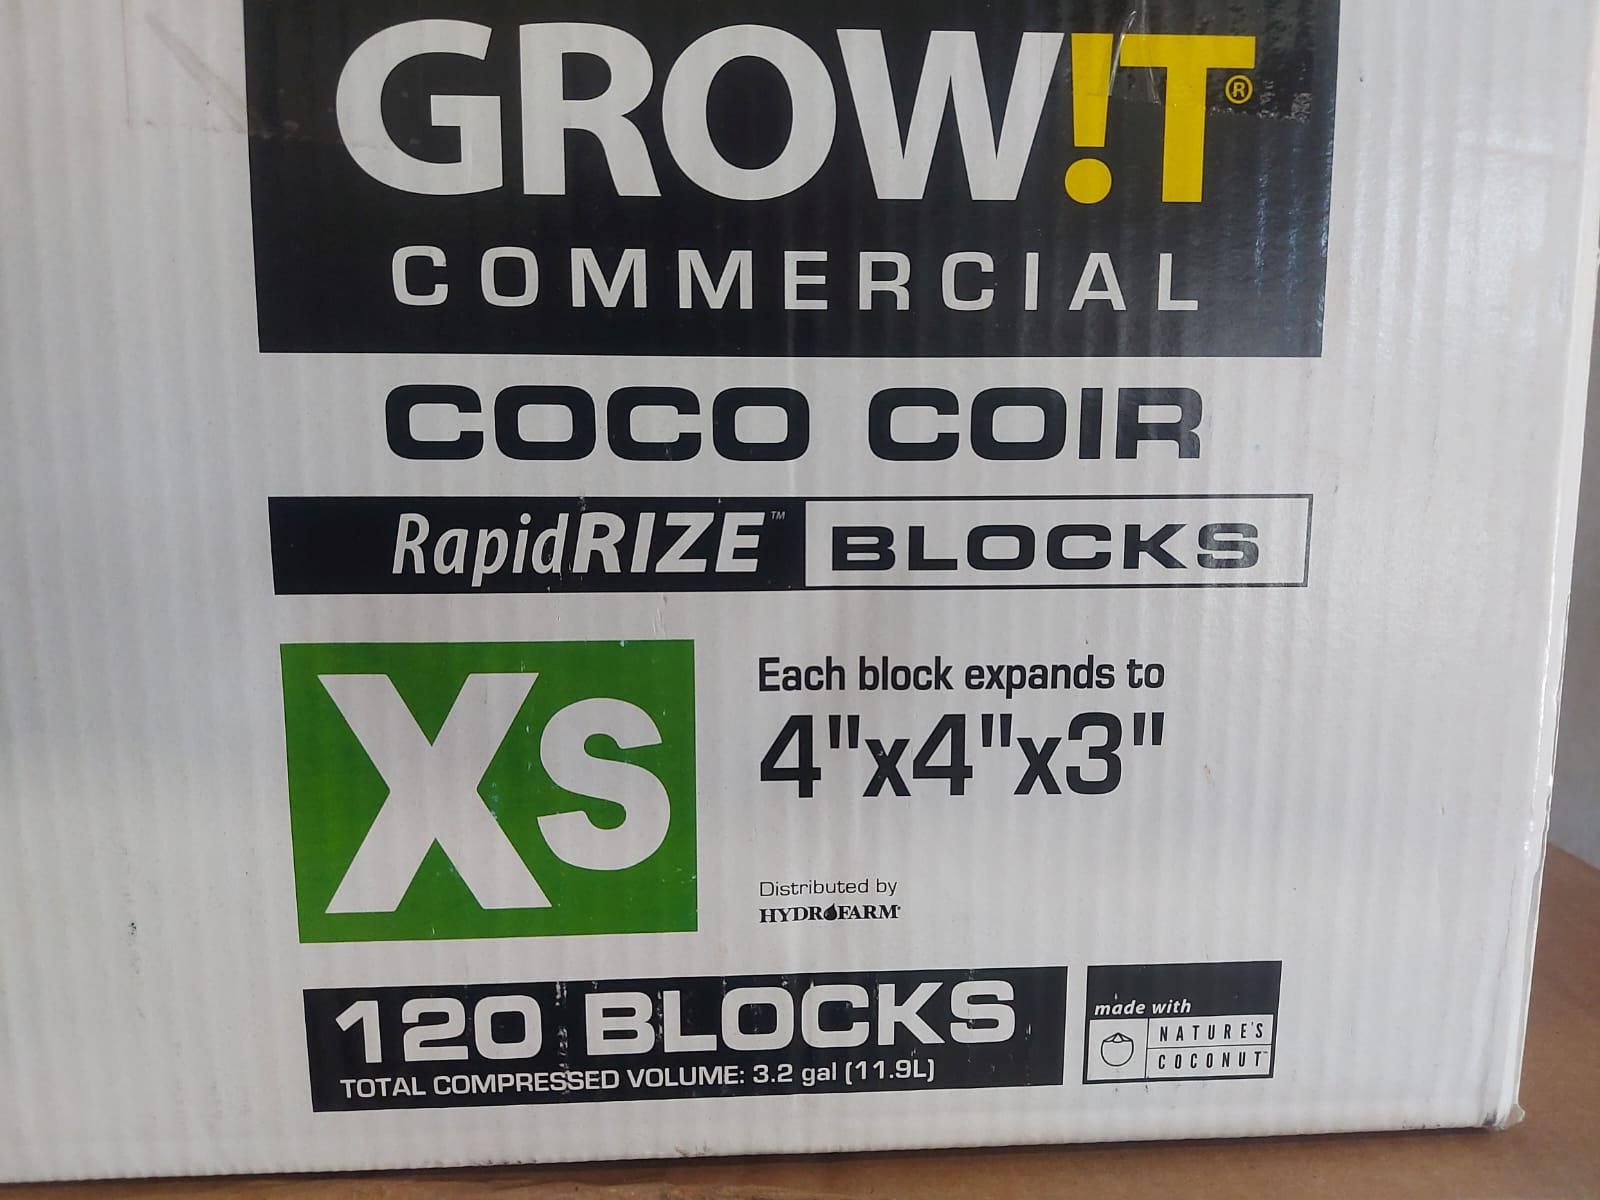 GROW!T®
COMMERCIAL
COCO COIR
RapidRIZE™ BLOCKS
XS
Each block expands to
4"x4"x3"
Distributed by
HYDROFARM®
120 BLOCKS
TOTAL COMPRESSED VOLUME: 3.2 gal (11.9L)
made with
NATURE'S
COCONUT™